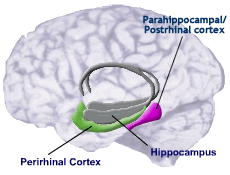 Parahippocampal/
Postrhinal cortex
Hippocampus
Perirhinal Cortex